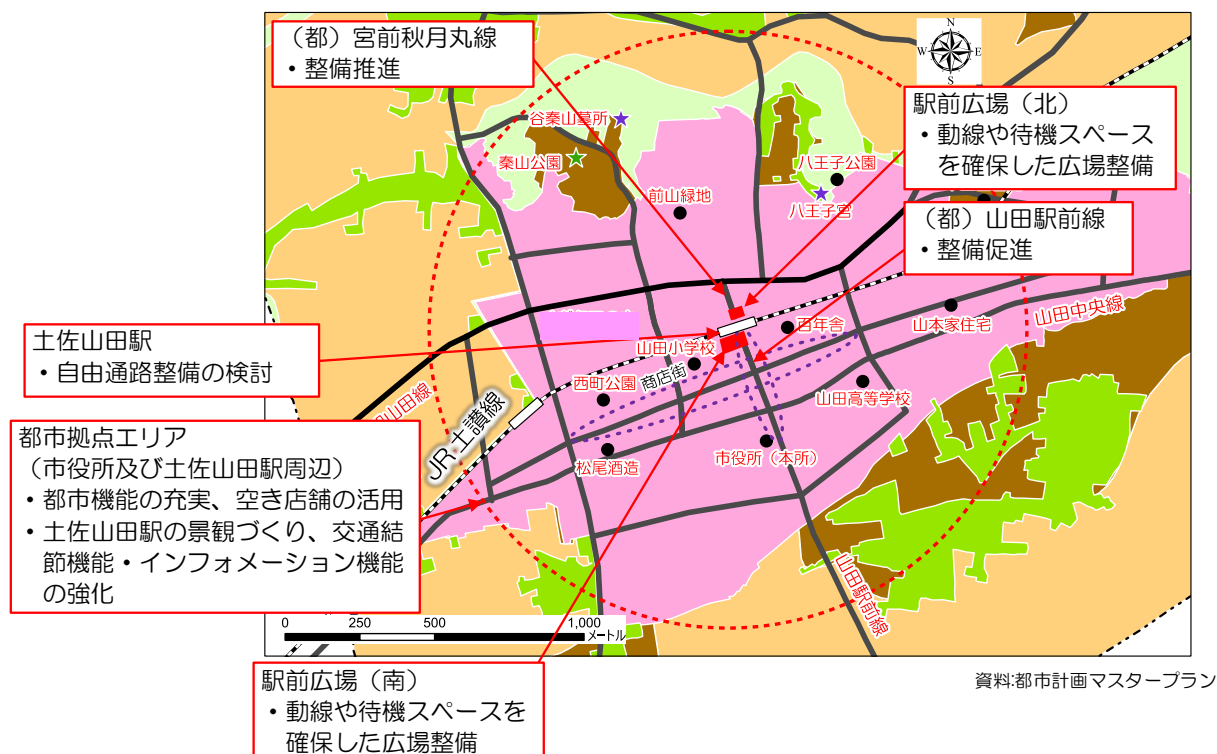 （都）宮前秋月丸線
・整備推進
N
W
E
S
駅前広場（北）
・動線や待機スペース
を確保した広場整備
谷秦山墓所
秦山公園
八王子公園
八王子宮
前山緑地
（都）山田駅前線
・整備促進
土佐山田駅
・自由通路整備の検討
山田小学校
百年舎
山本家住宅
山田中央線
西町公園
商店街
山田高等学校
山田線
JR・土讃線
松尾酒造
市役所（本所）
都市拠点エリア
（市役所及び土佐山田駅周辺）
・都市機能の充実、空き店舗の活用
・土佐山田駅の景観づくり、交通結
節機能・インフォメーション機能
の強化
山田駅前線
0 250 500 1,000
メートル
駅前広場（南）
・動線や待機スペースを
確保した広場整備
資料:都市計画マスタープラン